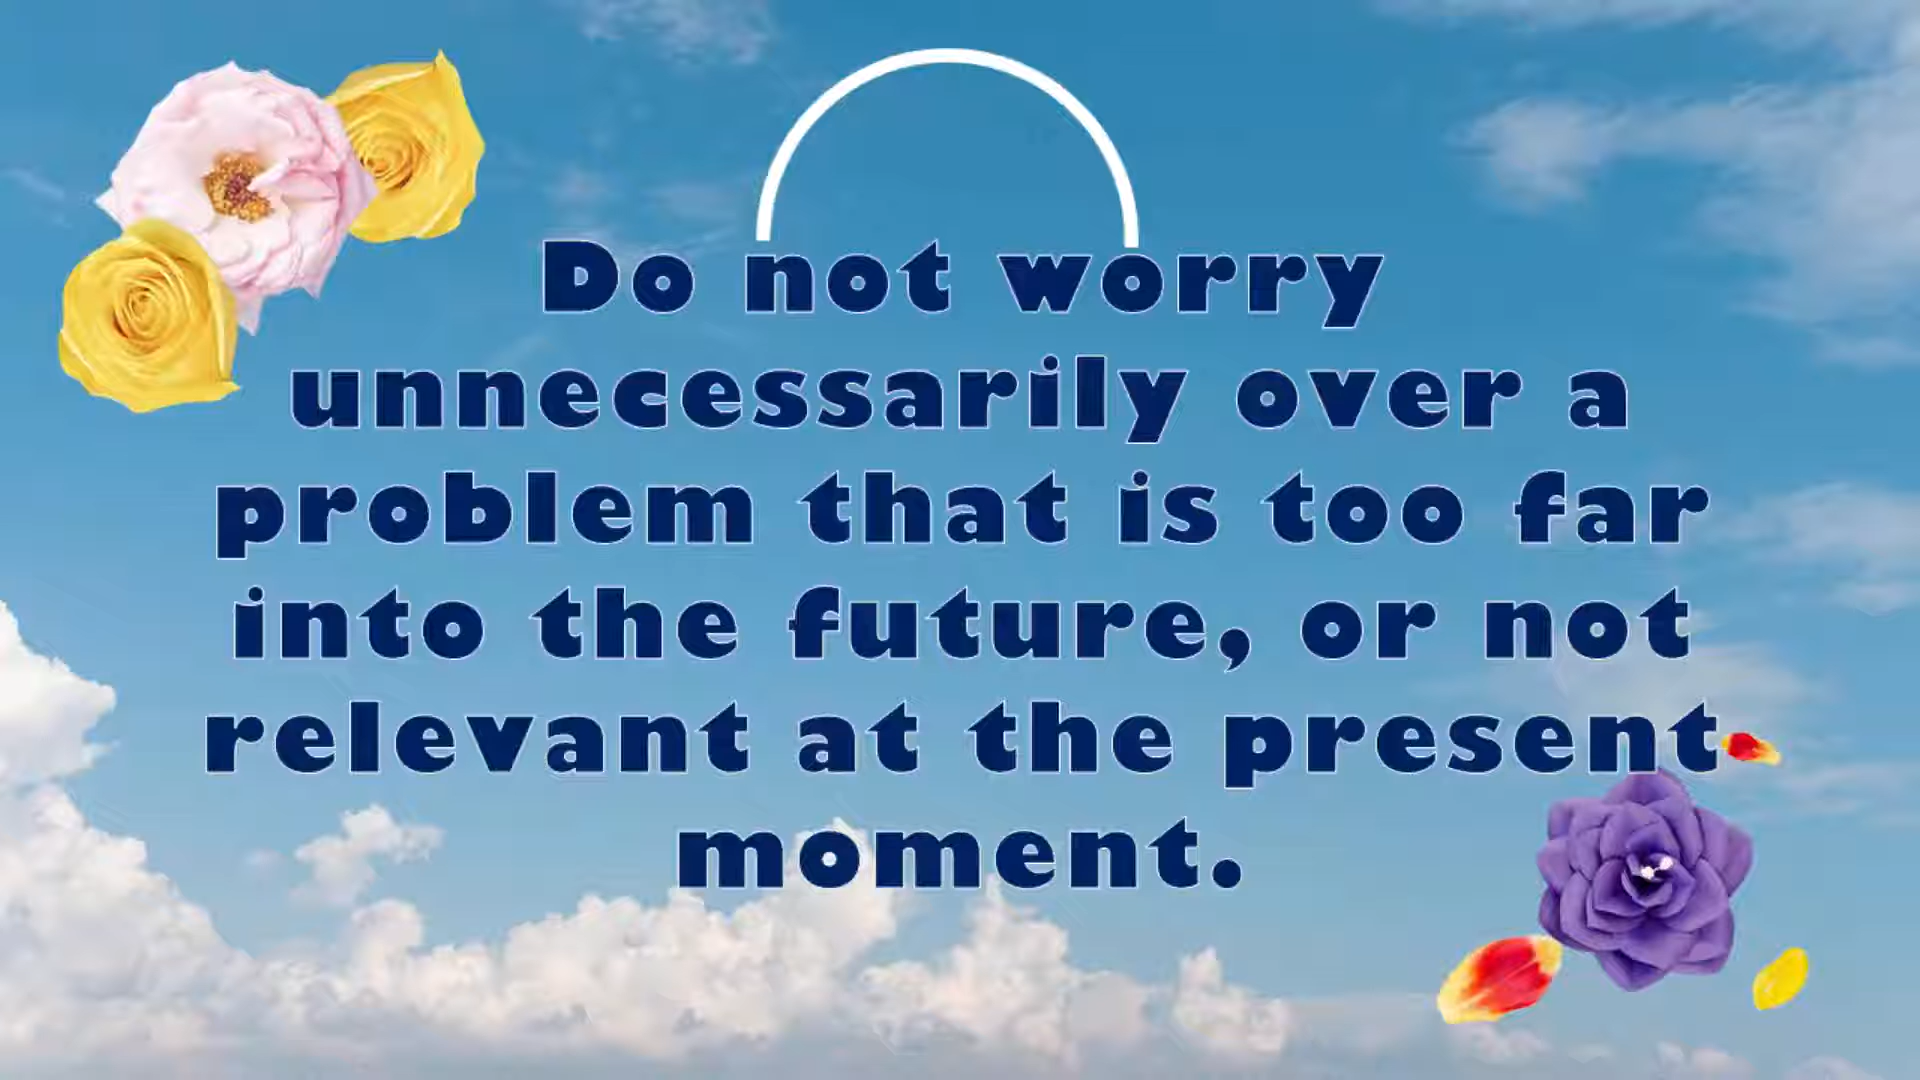 Do not worry
unnecessarily over a
problem that is too far
into the future, or not
relevant at the present
moment.